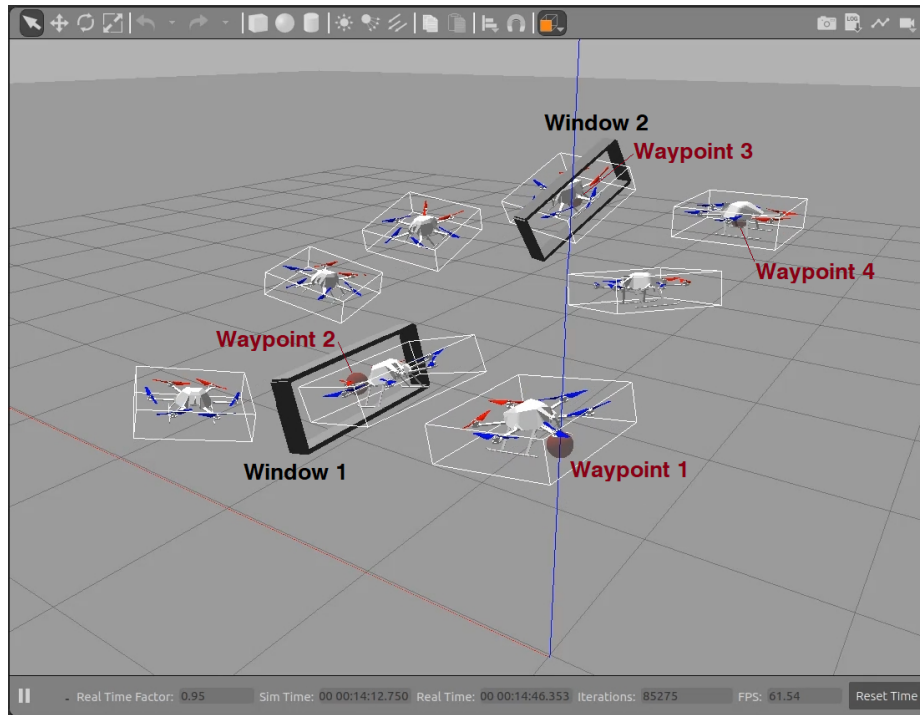 LOG
Window 2
Waypoint 3
Waypoint 4
Waypoint 2
Window 1
Waypoint 1
Real Time Factor: 0.95 Sim Time: 00 00:14:12.750 Real Time: 00 00:14:46.353 Iterations: 85275 FPS: 61.54 Reset Time